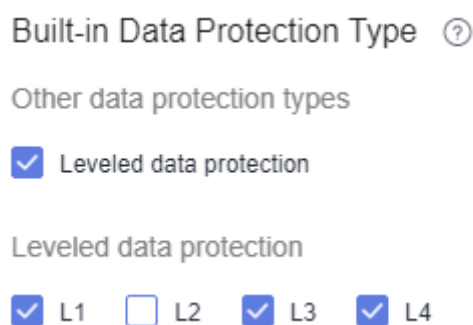 Built-in Data Protection Type ?
Other data protection types
Leveled data protection
Leveled data protection
L1 L2 L3 L4